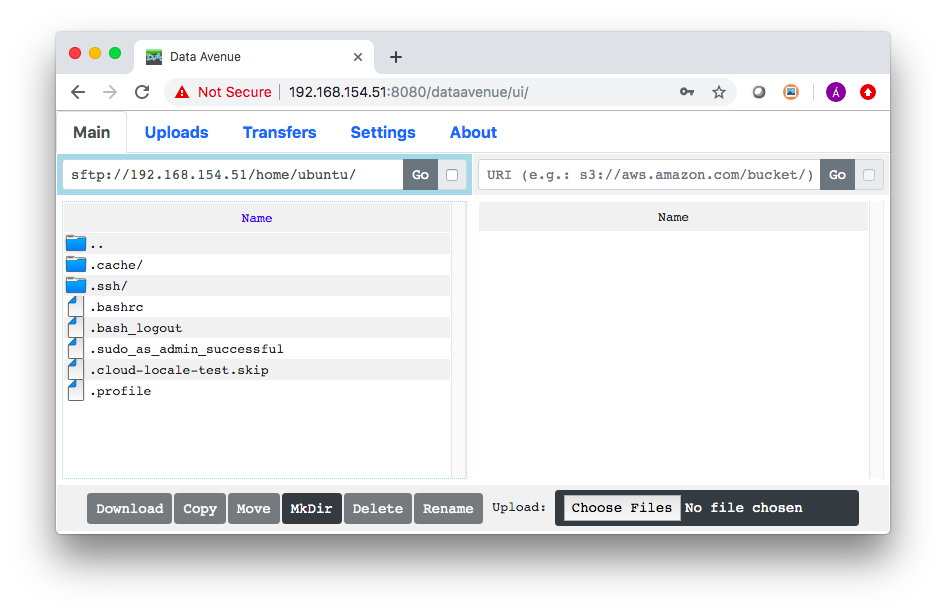 Data Avenue
Not Secure 192.168.154.51:8080/dataavenue/ui/ Á
Main Uploads Transfers Settings About
sftp://192.168.154.51/home/ubuntu/ Go URI (e.g.: s3://aws.amazon.com/bucket/) Go
Name Name
..
.cache/
.ssh/
.bashrc
.bash_logout
.sudo_as_admin_successful
.cloud-locale-test.skip
.profile
Download Copy Move MkDir Delete Rename Upload: Choose Files No file chosen